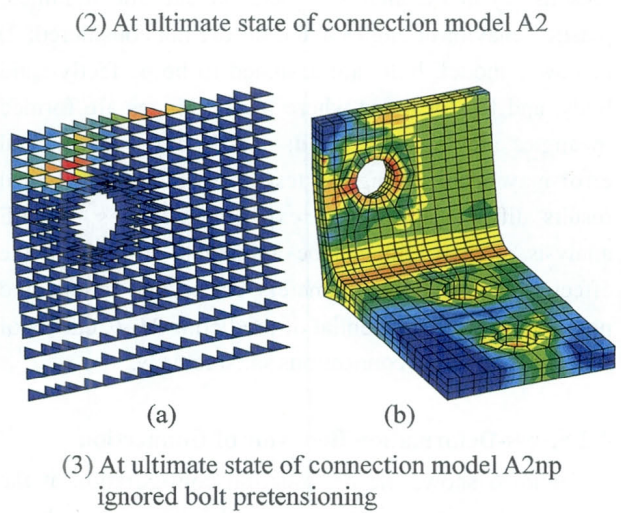 (2) At ultimate state of connection model A2
(a)
(b)
(3) At ultimate state of connection model A2np
ignored bolt pretensioning